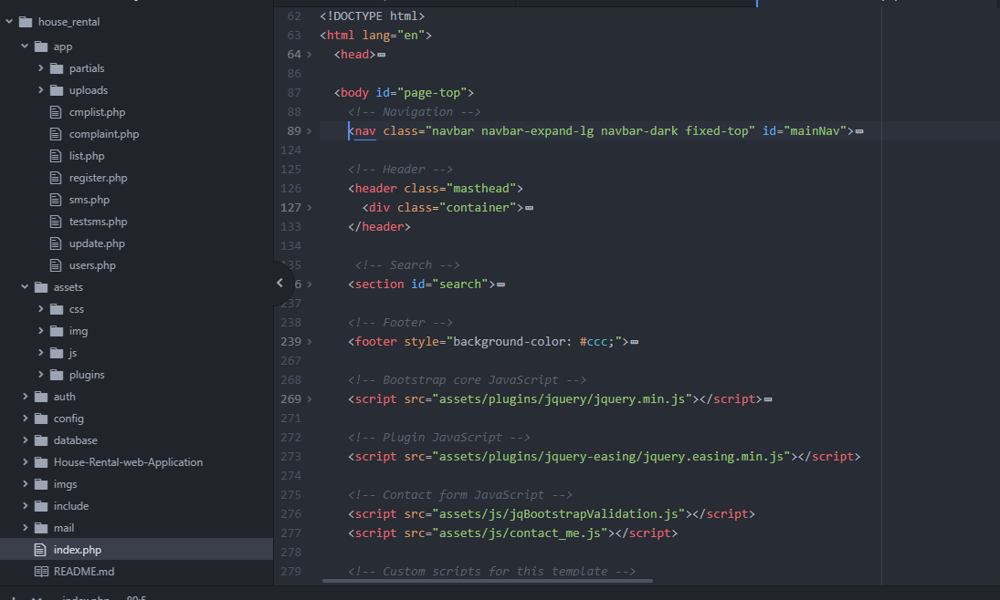 house_rental
app
partials
uploads
cmplist.php
complaint.php
list.php
register.php
sms.php
testsms.php
update.php
users.php
assets
css
img
js
plugins
auth
config
database
House-Rental-web-Application
imgs
include
mail
index.php
README.md
62 <!DOCTYPE html>
63 <html lang="en">
64 <head>
86
87 <body id="page-top">
88 <!-- Navigation -->
89 <nav class="navbar navbar-expand-lg navbar-dark fixed-top" id="mainNav">
124
125 <!-- Header -->
126 <header class="masthead">
127 <div class="container">
133 </header>
134
35 <!-- Search -->
6 <section id="search">
237
238 <!-- Footer -->
239 <footer style="background-color: #ccc;">
267
268 <!-- Bootstrap core JavaScript -->
269 <script src="assets/plugins/jquery/jquery.min.js"></script>
271
272 <!-- Plugin JavaScript -->
273 <script src="assets/plugins/jquery-easing/jquery.easing.min.js"></script>
274
275 <!-- Contact form JavaScript -->
276 <script src="assets/js/jqBootstrapValidation.js"></script>
277 <script src="assets/js/contact_me.js"></script>
278
279 <!-- Custom scripts for this template -->
index.php 89:5